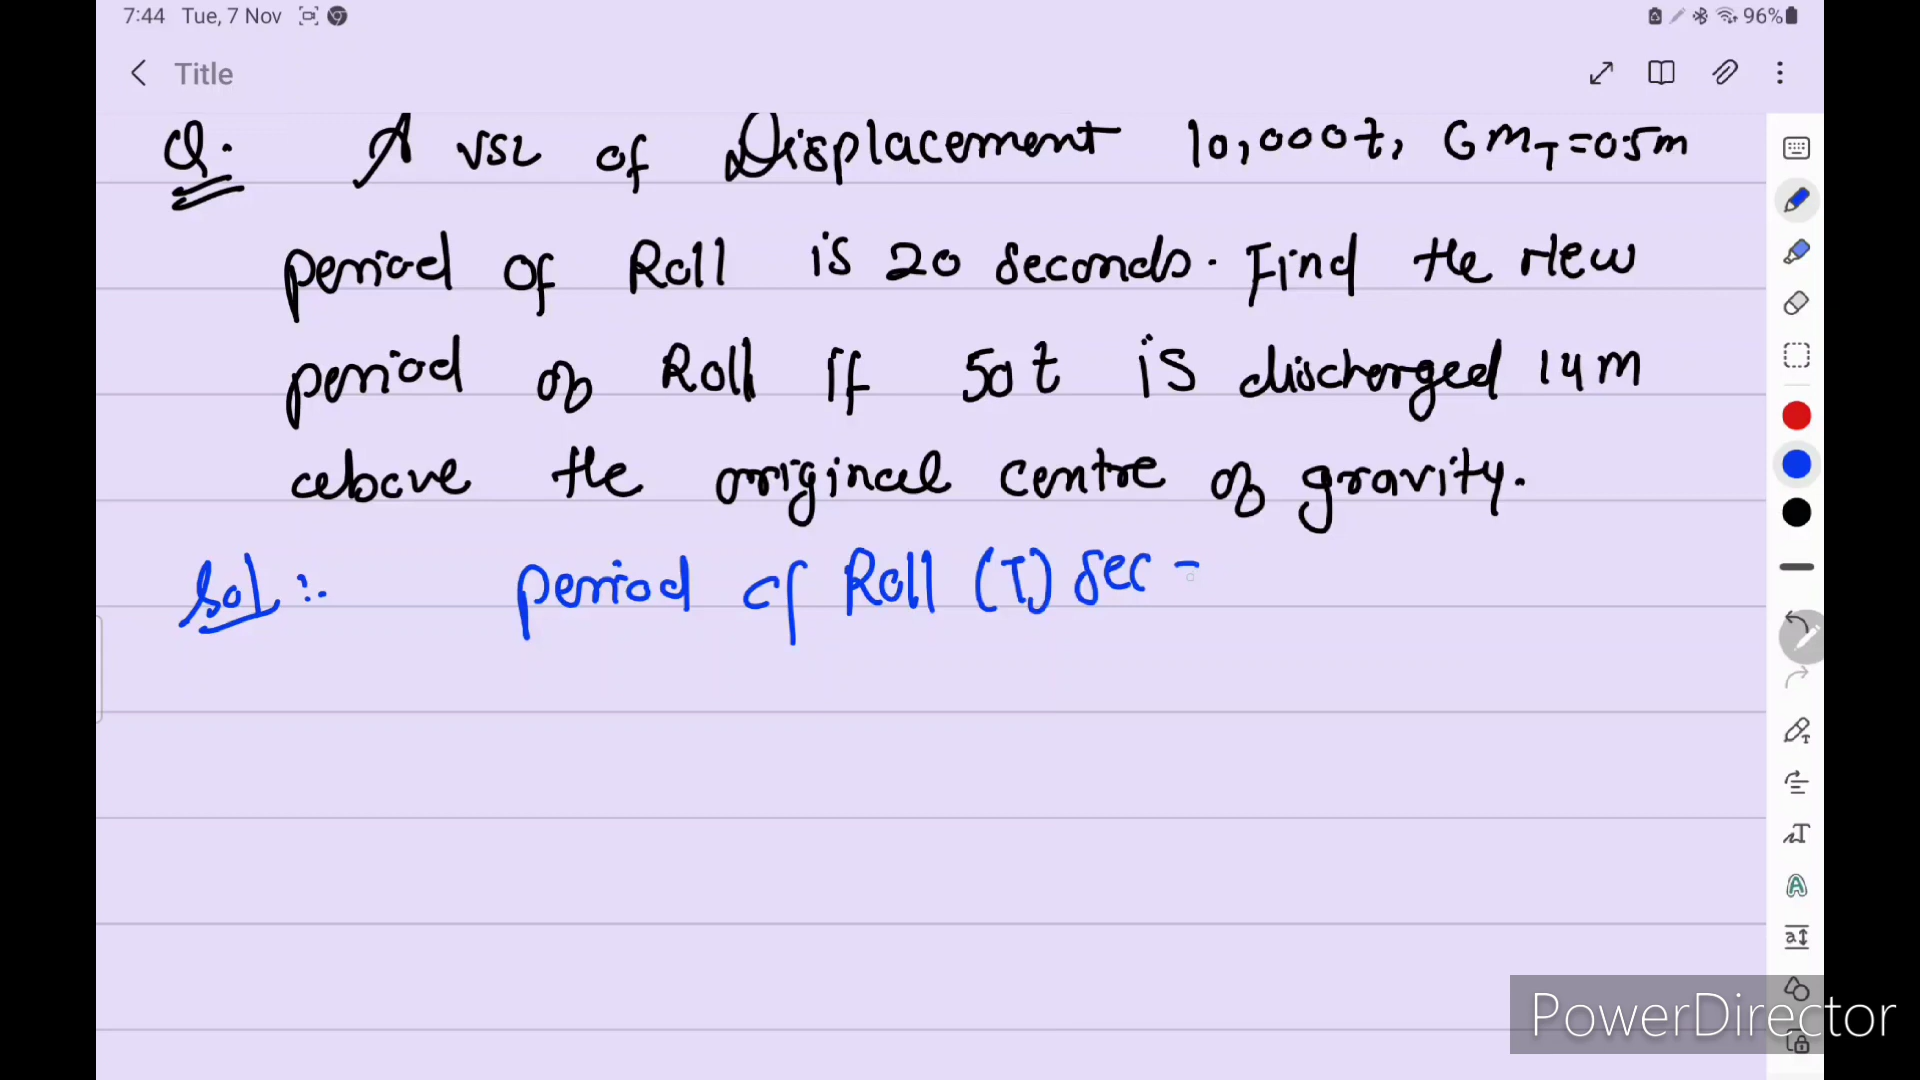 7:44 Tue, 7 Nov 96%
Title
Q. A vsl of Displacement 10,000t, GMT=0.5m
period of Roll is 20 seconds. Find the New
period of Roll if 50t is discharged 14m
above the original centre of gravity.
Sol :- period of Roll (T) sec =
PowerDirector